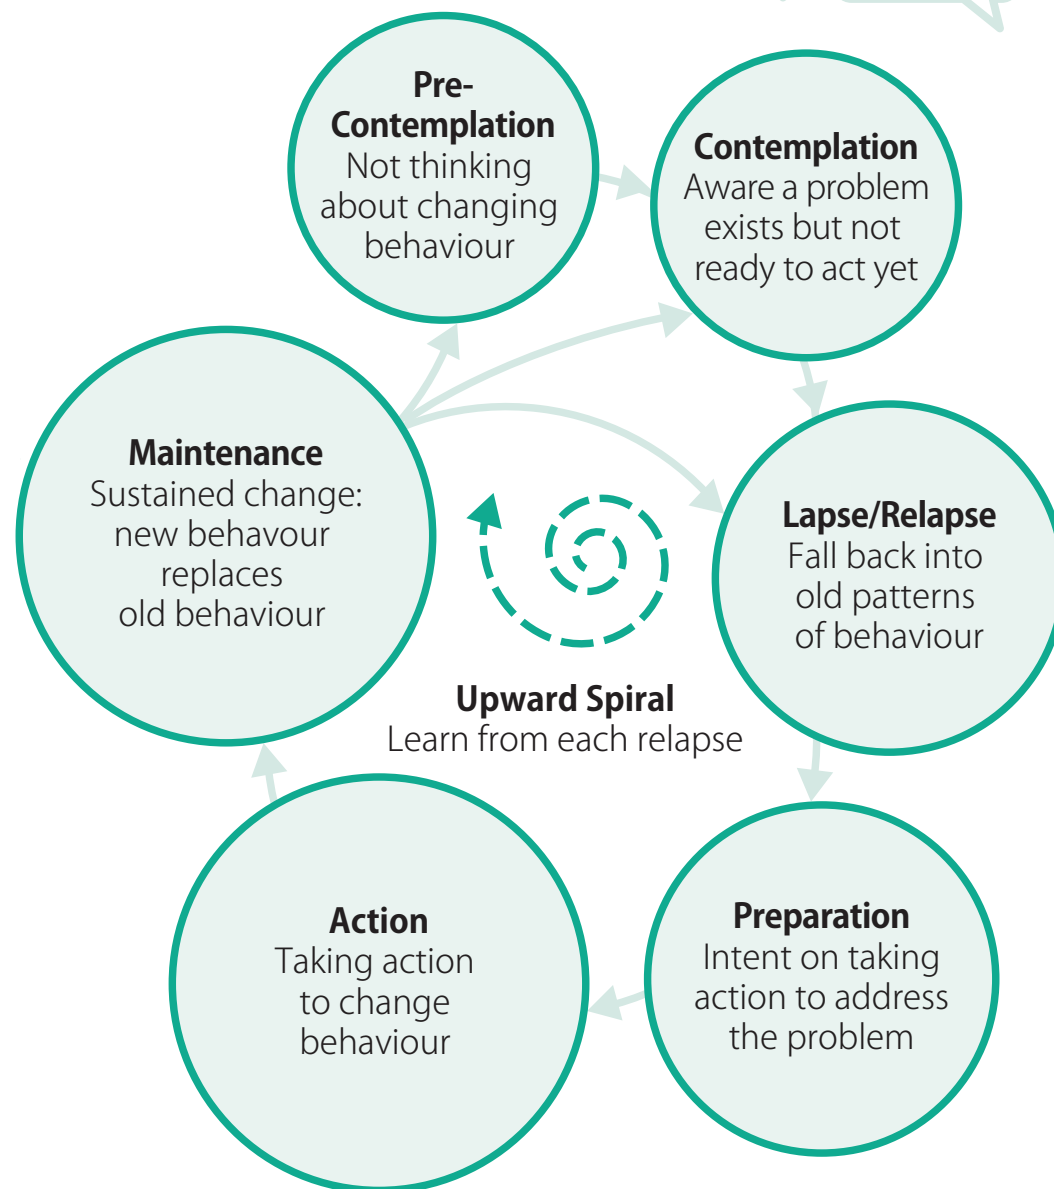 Pre-
Contemplation
Not thinking
about changing
behaviour
Contemplation
Aware a problem
exists but not
ready to act yet
Lapse/Relapse
Fall back into
old patterns
of behaviour
Preparation
Intent on taking
action to address
the problem
Action
Taking action
to change
behaviour
Maintenance
Sustained change:
new behavour
replaces
old behaviour
Upward Spiral
Learn from each relapse